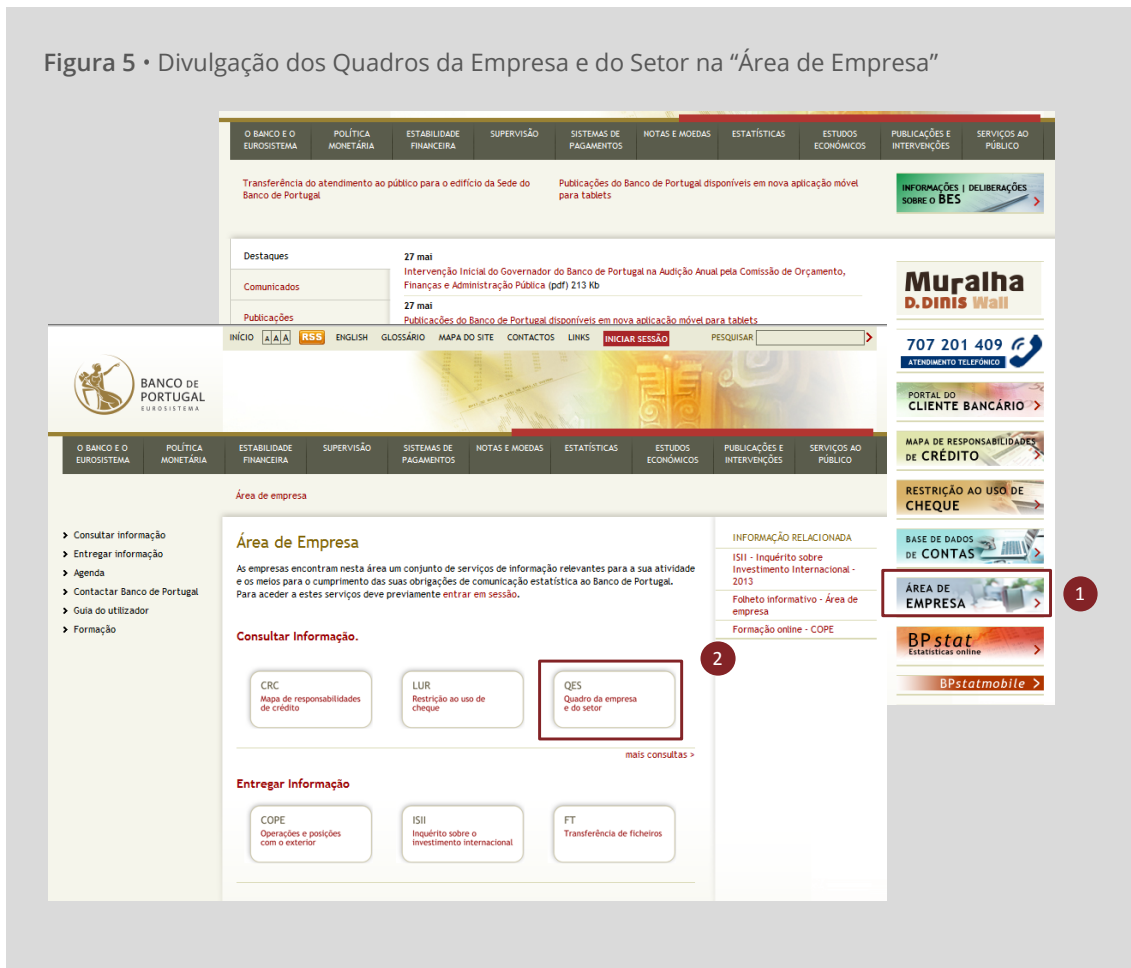 Figura 5 • Divulgação dos Quadros da Empresa e do Setor na “Área de Empresa”
O BANCO E O EUROSISTEMA
POLÍTICA MONETÁRIA
ESTABILIDADE FINANCEIRA
SUPERVISÃO
SISTEMAS DE PAGAMENTOS
NOTAS E MOEDAS
ESTATÍSTICAS
ESTUDOS ECONÓMICOS
PUBLICAÇÕES E INTERVENÇÕES
SERVIÇOS AO PÚBLICO
Transferência do atendimento ao público para o edifício da Sede do
Banco de Portugal
Publicações do Banco de Portugal disponíveis em nova aplicação móvel
para tablets
INFORMAÇÕES | DELIBERAÇÕES
SOBRE O BES
Destaques
Comunicados
Publicações
27 mai
Intervenção Inicial do Governador do Banco de Portugal na Audição Anual pela Comissão de Orçamento,
Finanças e Administração Pública (pdf) 213 Kb
27 mai
Publicações do Banco de Portugal disponíveis em nova aplicação móvel para tablets
Muralha
D.DINIS Wall
707 201 409
ATENDIMENTO TELEFÓNICO
PORTAL DO
CLIENTE BANCÁRIO
MAPA DE RESPONSABILIDADES
DE CRÉDITO
RESTRIÇÃO AO USO DE
CHEQUE
BASE DE DADOS
DE CONTAS
ÁREA DE
EMPRESA
1
BPstat
Estatísticas online
BPstatmobile
INÍCIO A A A RSS ENGLISH GLOSSÁRIO MAPA DO SITE CONTACTOS LINKS INICIAR SESSÃO PESQUISAR
BANCO DE
PORTUGAL
EUROSISTEMA
O BANCO E O EUROSISTEMA
POLÍTICA MONETÁRIA
ESTABILIDADE FINANCEIRA
SUPERVISÃO
SISTEMAS DE PAGAMENTOS
NOTAS E MOEDAS
ESTATÍSTICAS
ESTUDOS ECONÓMICOS
PUBLICAÇÕES E INTERVENÇÕES
SERVIÇOS AO PÚBLICO
Área de empresa
Consultar informação
Entregar informação
Agenda
Contactar Banco de Portugal
Guia do utilizador
Formação
Área de Empresa
As empresas encontram nesta área um conjunto de serviços de informação relevantes para a sua atividade
e os meios para o cumprimento das suas obrigações de comunicação estatística ao Banco de Portugal.
Para aceder a estes serviços deve previamente entrar em sessão.
Consultar Informação.
CRC
Mapa de responsabilidades
de crédito
LUR
Restrição ao uso de
cheque
2
QES
Quadro da empresa
e do setor
mais consultas >
Entregar Informação
COPE
Operações e posições
com o exterior
ISII
Inquérito sobre o
investimento internacional
FT
Transferência de ficheiros
INFORMAÇÃO RELACIONADA
ISII - Inquérito sobre
Investimento Internacional -
2013
Folheto informativo - Área de
empresa
Formação online - COPE